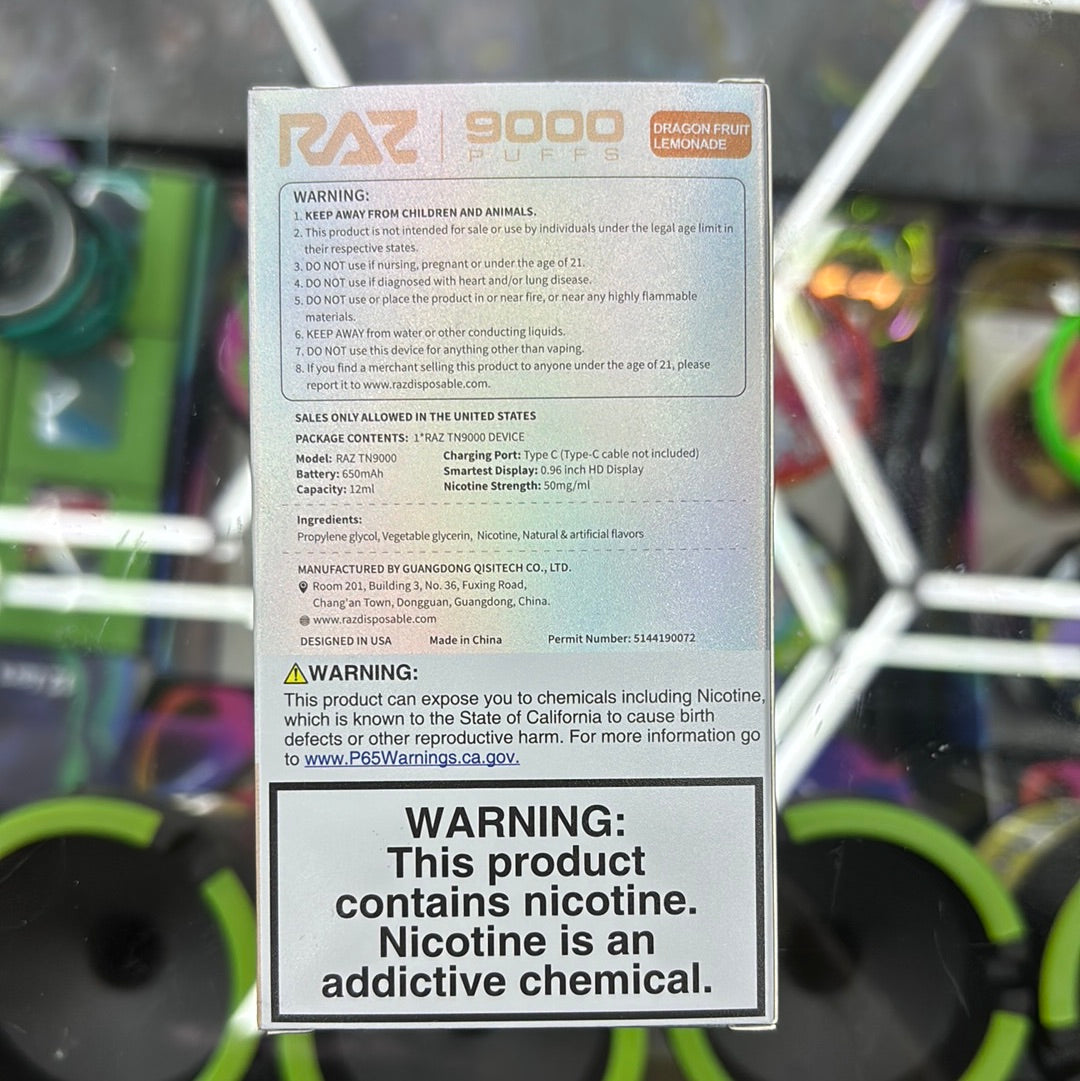 RAZ 9000 PUFFS DRAGON FRUIT LEMONADE
WARNING:
1. KEEP AWAY FROM CHILDREN AND ANIMALS.
2. This product is not intended for sale or use by individuals under the legal age limit in
their respective states.
3. DO NOT use if nursing, pregnant or under the age of 21.
4. DO NOT use if diagnosed with heart and/or lung disease.
5. DO NOT use or place the product in or near fire, or near any highly flammable
materials.
6. KEEP AWAY from water or other conducting liquids.
7. DO NOT use this device for anything other than vaping.
8. If you find a merchant selling this product to anyone under the age of 21, please
report it to www.razdisposable.com.
SALES ONLY ALLOWED IN THE UNITED STATES
PACKAGE CONTENTS: 1*RAZ TN9000 DEVICE
Model: RAZ TN9000
Battery: 650mAh
Capacity: 12ml
Charging Port: Type C (Type-C cable not included)
Smartest Display: 0.96 inch HD Display
Nicotine Strength: 50mg/ml
Ingredients:
Propylene glycol, Vegetable glycerin, Nicotine, Natural & artificial flavors
MANUFACTURED BY GUANGDONG QISITECH CO., LTD.
Room 201, Building 3, No. 36, Fuxing Road,
Chang'an Town, Dongguan, Guangdong, China.
www.razdisposable.com
DESIGNED IN USA Made in China Permit Number: 5144190072
WARNING:
This product can expose you to chemicals including Nicotine,
which is known to the State of California to cause birth
defects or other reproductive harm. For more information go
to www.P65Warnings.ca.gov.
WARNING:
This product
contains nicotine.
Nicotine is an
addictive chemical.